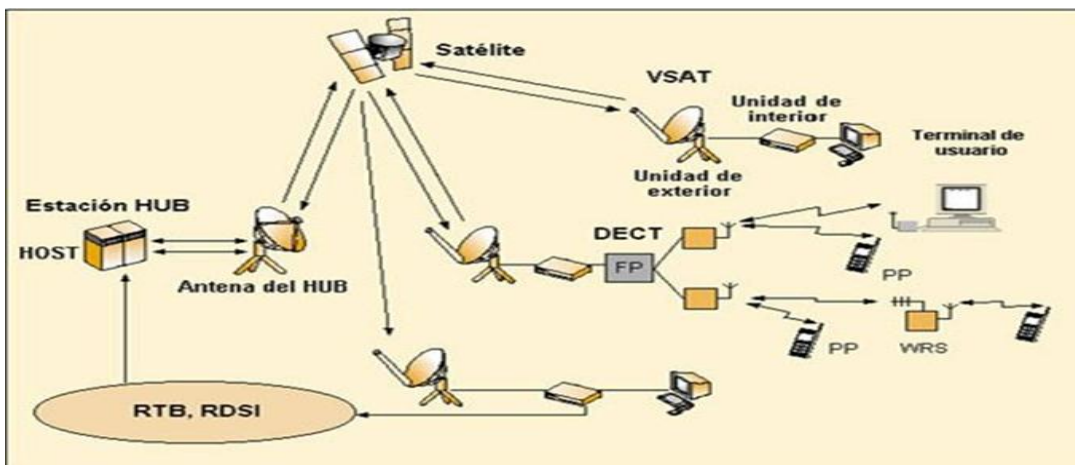 Satélite
VSAT
Unidad de
interior
Terminal de
usuario
Unidad de
exterior
Estación HUB
HOST
Antena del HUB
DECT
FP
PP
PP
WRS
RTB, RDSI